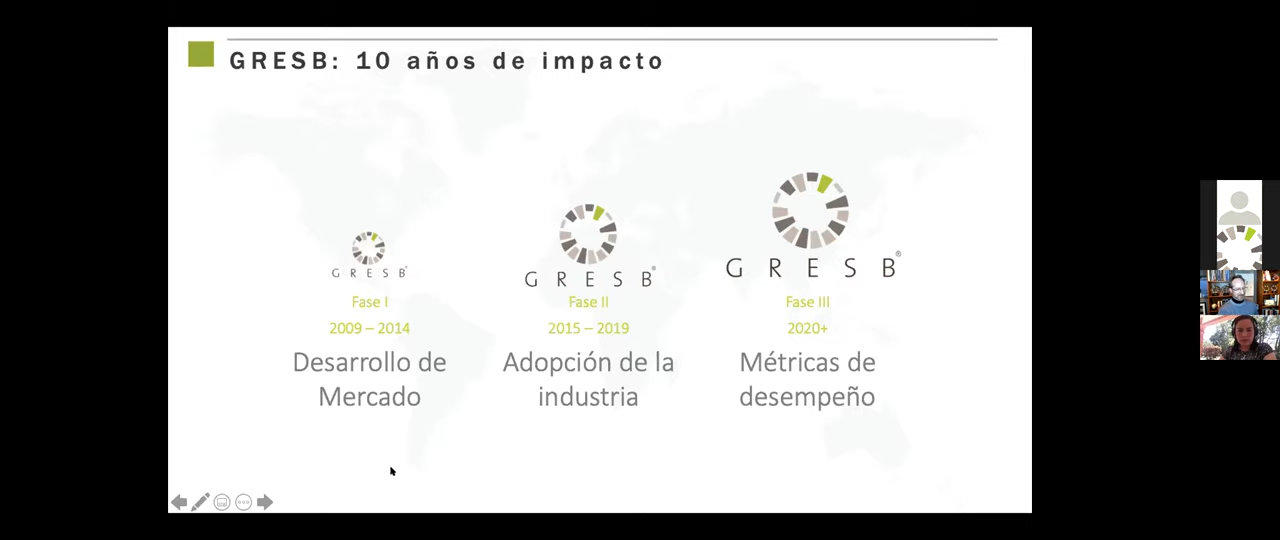 GRESB: 10 años de impacto
GRESB®
Fase I
2009 – 2014
Desarrollo de
Mercado
GRESB®
Fase II
2015 – 2019
Adopción de la
industria
GRESB®
Fase III
2020+
Métricas de
desempeño